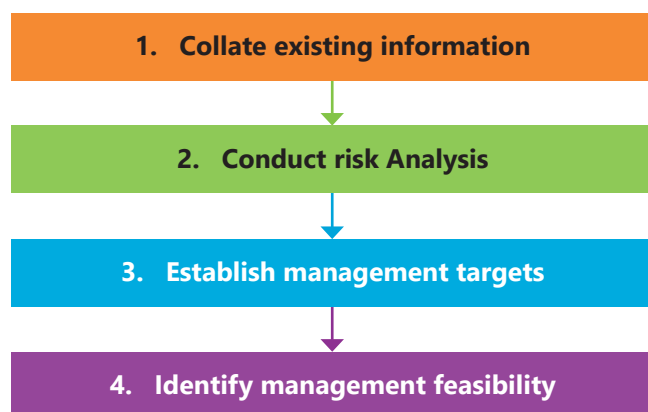 1. Collate existing information
2. Conduct risk Analysis
3. Establish management targets
4. Identify management feasibility